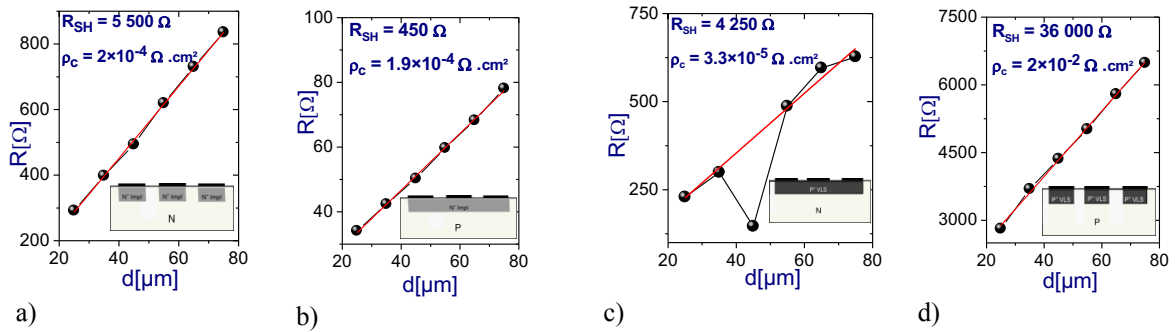 R_SH = 5 500 Ω
ρ_c = 2×10⁻⁴ Ω .cm²
R[Ω]
800
600
400
200
N⁺ Impl N⁺ Impl N⁺ Impl
N
20 40 60 80
d[µm]
a)
R_SH = 450 Ω
ρ_c = 1.9×10⁻⁴ Ω .cm²
R[Ω]
100
80
60
40
N⁺ Impl
P
20 40 60 80
d[µm]
b)
R_SH = 4 250 Ω
ρ_c = 3.3×10⁻⁵ Ω .cm²
R[Ω]
750
500
250
P⁺ VLS
N
20 40 60 80
d[µm]
c)
R_SH = 36 000 Ω
ρ_c = 2×10⁻² Ω .cm²
R[Ω]
7500
6000
4500
3000
P⁺ VLS P⁺ VLS P⁺ VLS
P
20 40 60 80
d[µm]
d)